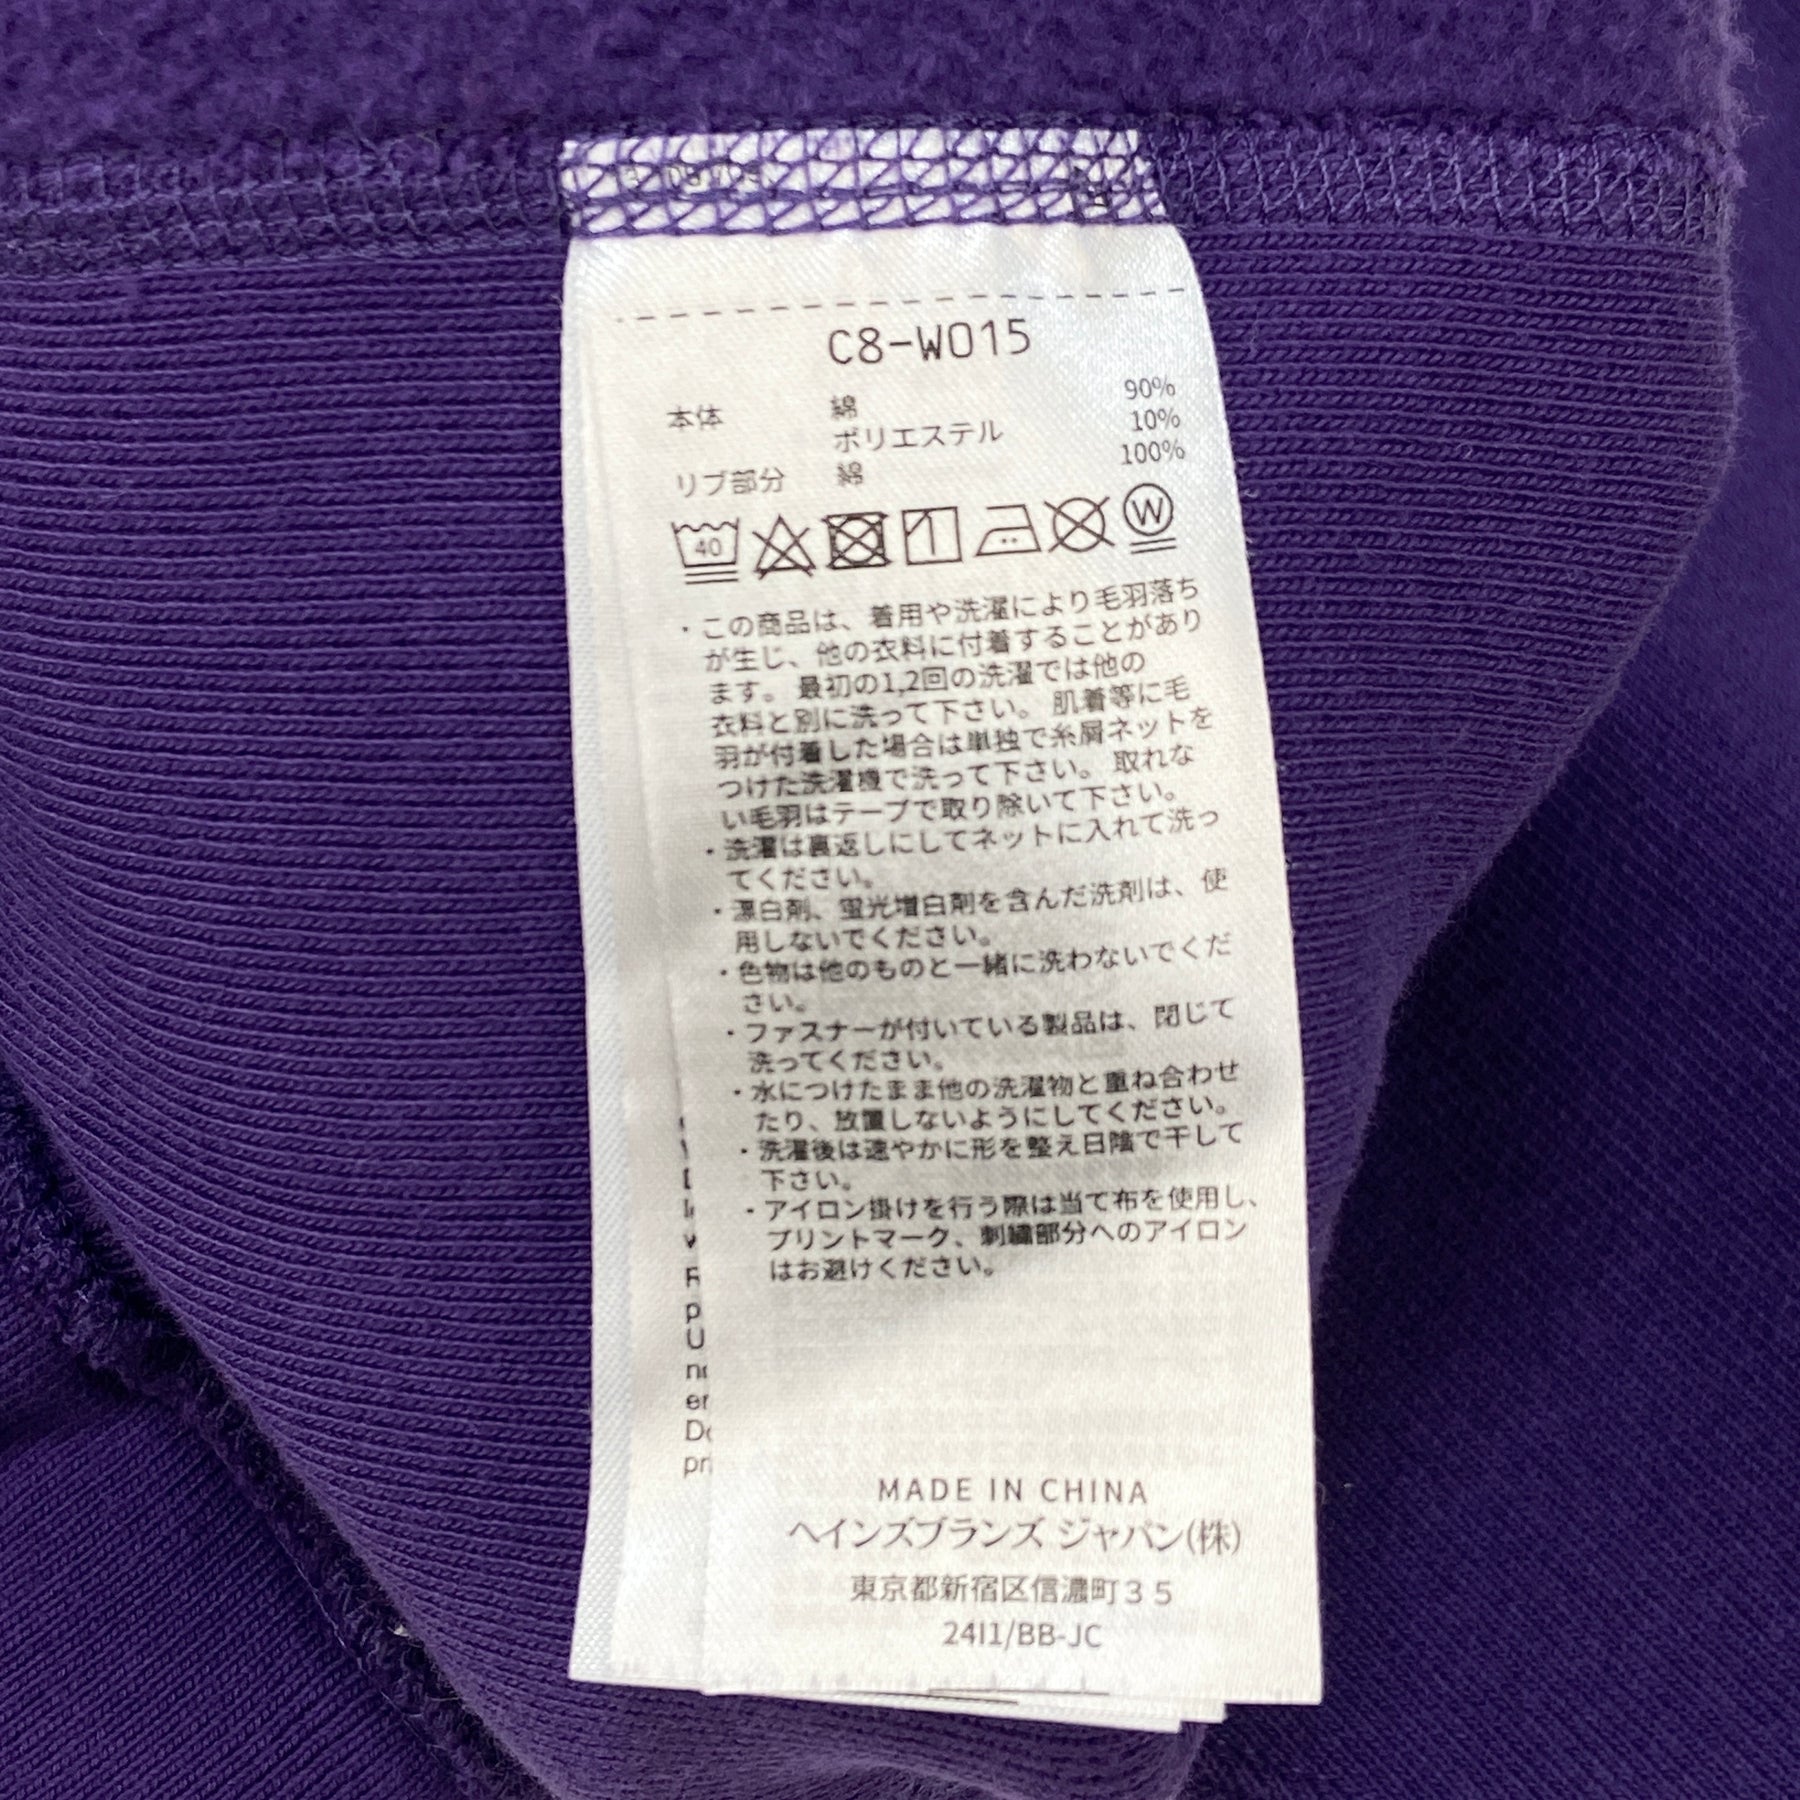 C8-W015
本体 綿 90%
ポリエステル 10%
リブ部分 綿 100%
40 W
・この商品は、着用や洗濯により毛羽落ち
が生じ、他の衣料に付着することがあり
ます。最初の1,2回の洗濯では他の
衣料と別に洗って下さい。肌着等に毛
羽が付着した場合は単独で糸屑ネットを
つけた洗濯機で洗って下さい。取れな
い毛羽はテープで取り除いて下さい。
・洗濯は裏返しにしてネットに入れて洗っ
てください。
・漂白剤、蛍光増白剤を含んだ洗剤は、使
用しないでください。
・色物は他のものと一緒に洗わないでくだ
さい。
・ファスナーが付いている製品は、閉じて
洗ってください。
・水につけたまま他の洗濯物と重ね合わせ
たり、放置しないようにしてください。
・洗濯後は速やかに形を整え日陰で干して
下さい。
・アイロン掛けを行う際は当て布を使用し、
プリントマーク、刺繍部分へのアイロン
はお避けください。
MADE IN CHINA
ヘインズブランズ ジャパン(株)
東京都新宿区信濃町35
24I1/BB-JC